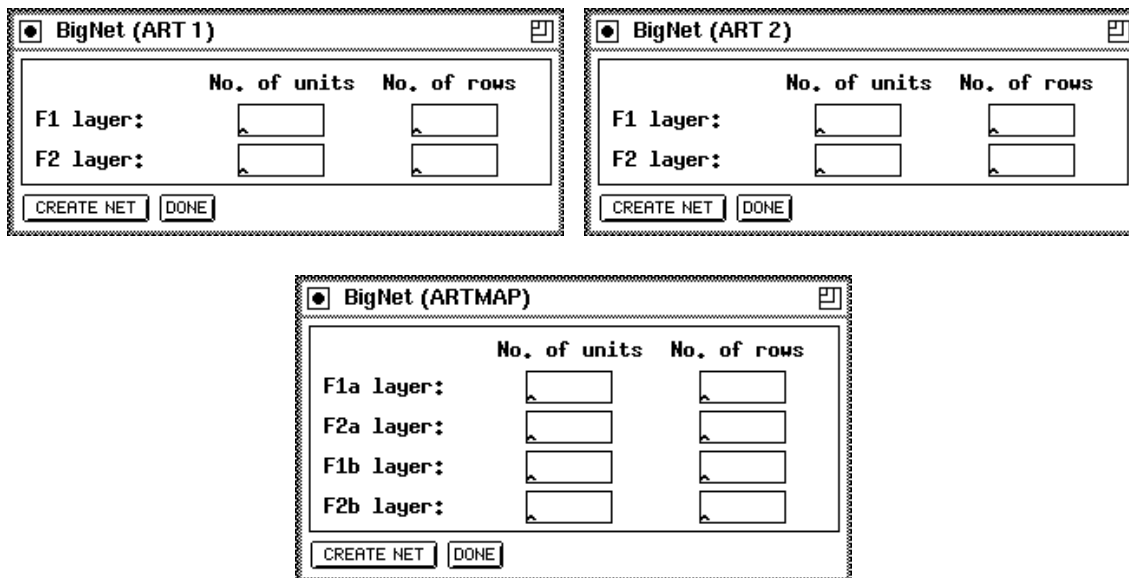 BigNet (ART 1)
No. of units No. of rows
F1 layer:
F2 layer:
CREATE NET DONE
BigNet (ART 2)
No. of units No. of rows
F1 layer:
F2 layer:
CREATE NET DONE
BigNet (ARTMAP)
No. of units No. of rows
F1a layer:
F2a layer:
F1b layer:
F2b layer:
CREATE NET DONE